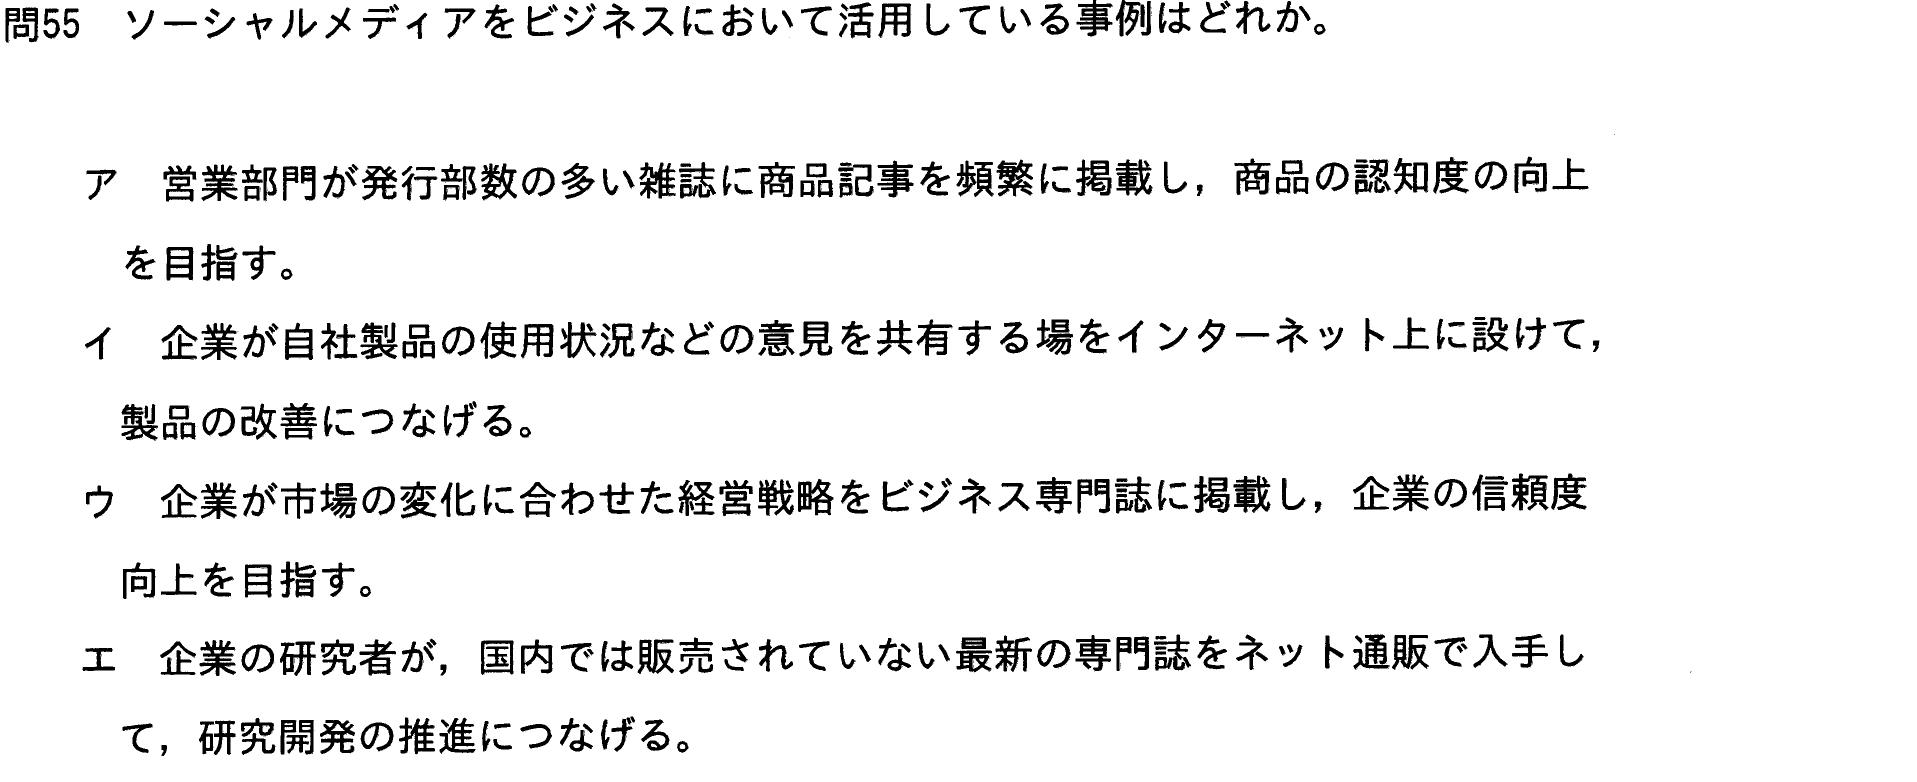 問55　ソーシャルメディアをビジネスにおいて活用している事例はどれか。
ア　営業部門が発行部数の多い雑誌に商品記事を頻繁に掲載し，商品の認知度の向上
を目指す。
イ　企業が自社製品の使用状況などの意見を共有する場をインターネット上に設けて，
製品の改善につなげる。
ウ　企業が市場の変化に合わせた経営戦略をビジネス専門誌に掲載し，企業の信頼度
向上を目指す。
エ　企業の研究者が，国内では販売されていない最新の専門誌をネット通販で入手し
て，研究開発の推進につなげる。